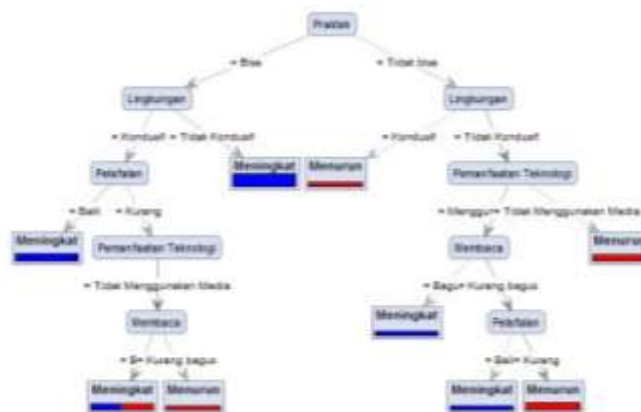 Praktek
= Bisa = Tidak bisa
Lingkungan Lingkungan
= Kondusif = Tidak Kondusif = Kondusif = Tidak Kondusif
Pelafalan Meningkat Menurun Pemanfaatan Teknologi
= Baik = Kurang = Menggun = Tidak Menggunakan Media
Meningkat Pemanfaatan Teknologi Membaca Menurun
= Tidak Menggunakan Media = Bagu = Kurang bagus
Membaca Meningkat Pelafalan
= B = Kurang bagus = Baik = Kurang
Meningkat Menurun Meningkat Menurun